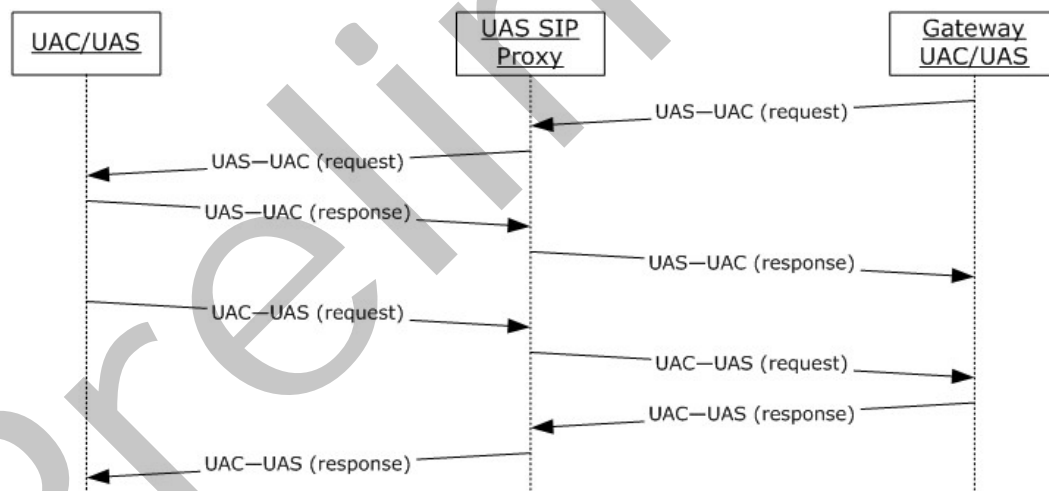 UAC/UAS
UAS SIP
Proxy
Gateway
UAC/UAS
UAS—UAC (request)
UAS—UAC (request)
UAS—UAC (response)
UAS—UAC (response)
UAC—UAS (request)
UAC—UAS (request)
UAC—UAS (response)
UAC—UAS (response)
Prelim